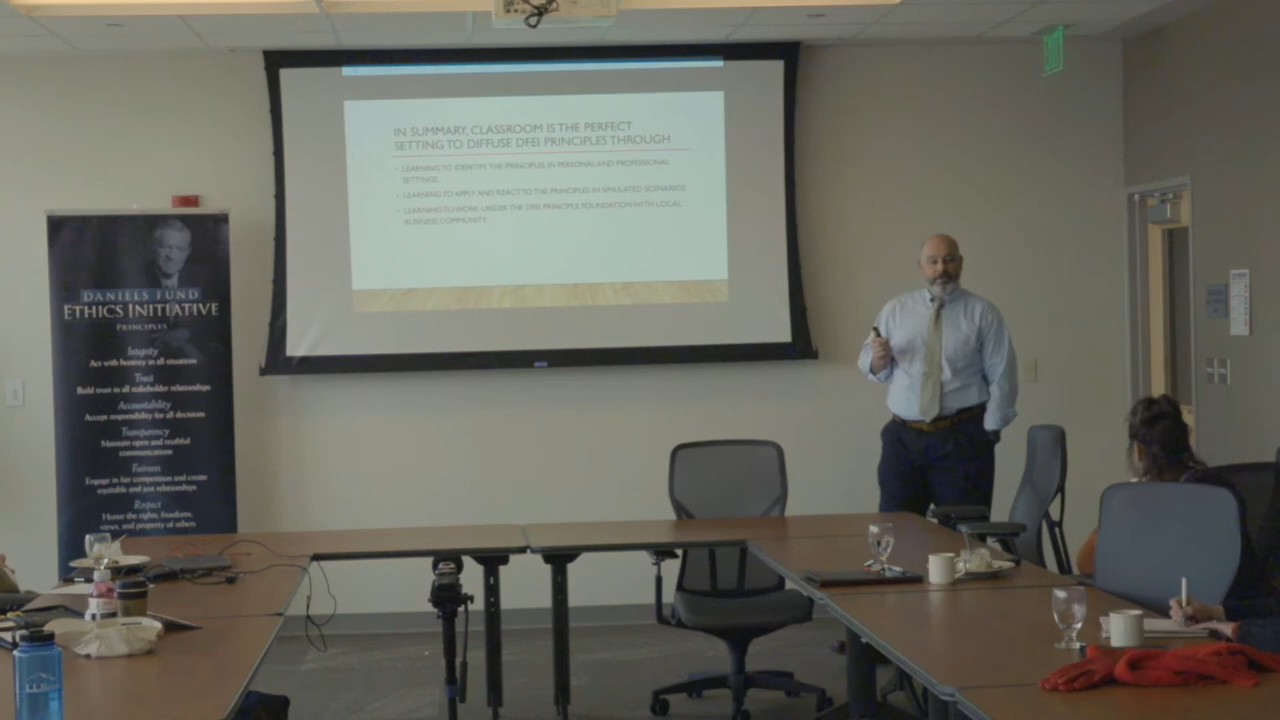 IN SUMMARY, CLASSROOM IS THE PERFECT
SETTING TO DIFFUSE DFEI PRINCIPLES THROUGH
• LEARNING TO IDENTIFY THE PRINCIPLES IN PERSONAL AND PROFESSIONAL
SETTINGS.
• LEARNING TO APPLY AND REACT TO THE PRINCIPLES IN SIMULATED SCENARIOS
• LEARNING TO WORK UNDER THE DFEI PRINCIPLE FOUNDATION WITH LOCAL
BUSINESS COMMUNITY
DANIELS FUND
ETHICS INITIATIVE
PRINCIPLES
Integrity
Act with honesty in all situations
Trust
Build trust in all stakeholder relationships
Accountability
Accept responsibility for all decisions
Transparency
Maintain open and truthful
communications
Fairness
Engage in fair competition and create
equitable and just relationships
Respect
Honor the rights, freedoms,
views, and property of others